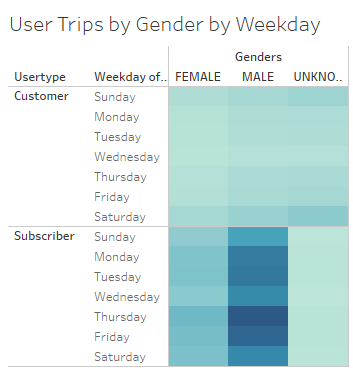 User Trips by Gender by Weekday
Genders
Usertype Weekday of.. FEMALE MALE UNKNO..
Customer Sunday
Monday
Tuesday
Wednesday
Thursday
Friday
Saturday
Subscriber Sunday
Monday
Tuesday
Wednesday
Thursday
Friday
Saturday